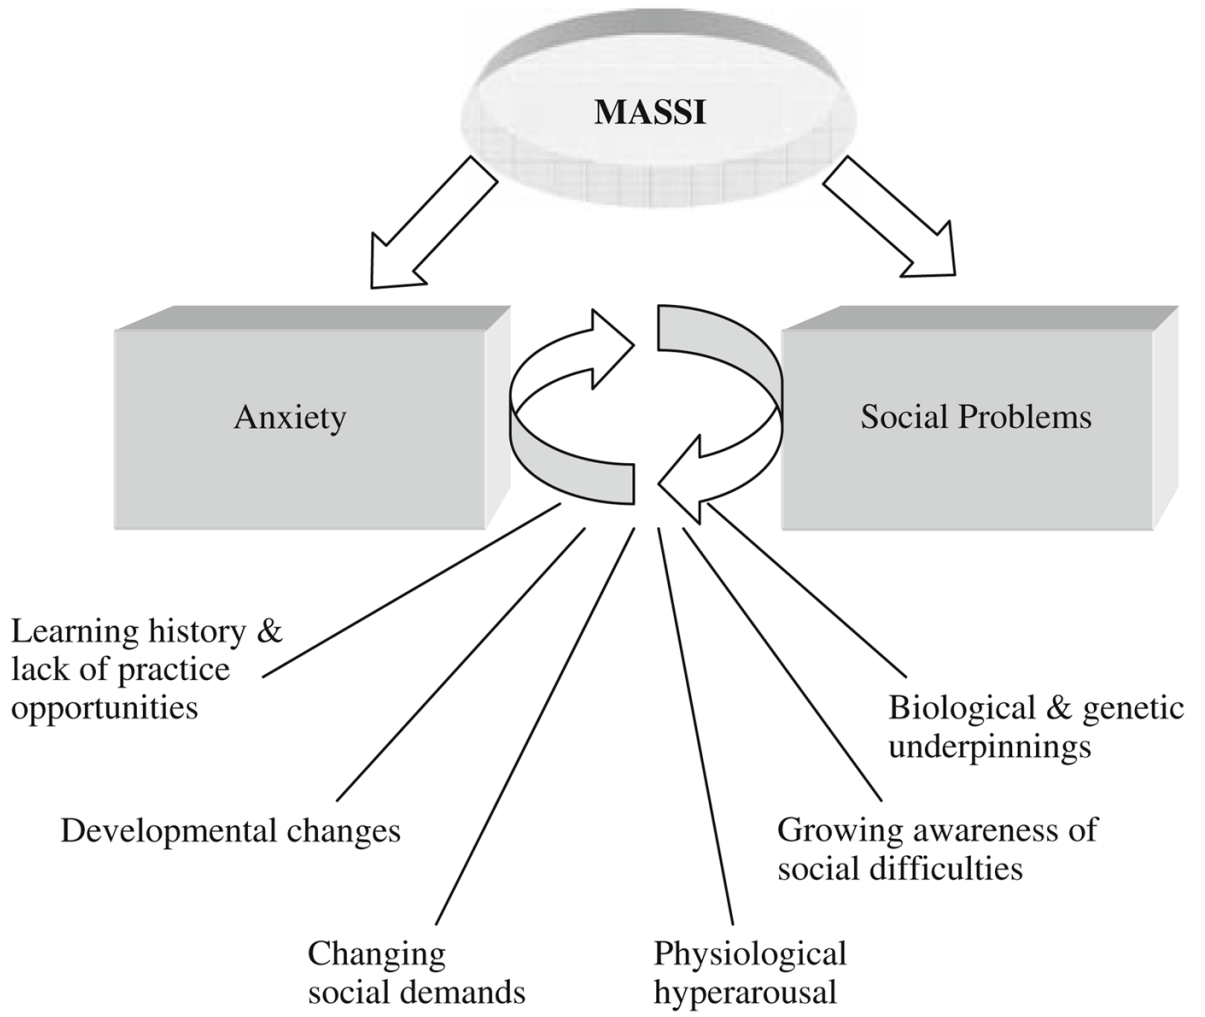 MASSI
Anxiety
Social Problems
Learning history &
lack of practice
opportunities
Biological & genetic
underpinnings
Developmental changes
Growing awareness of
social difficulties
Changing
social demands
Physiological
hyperarousal